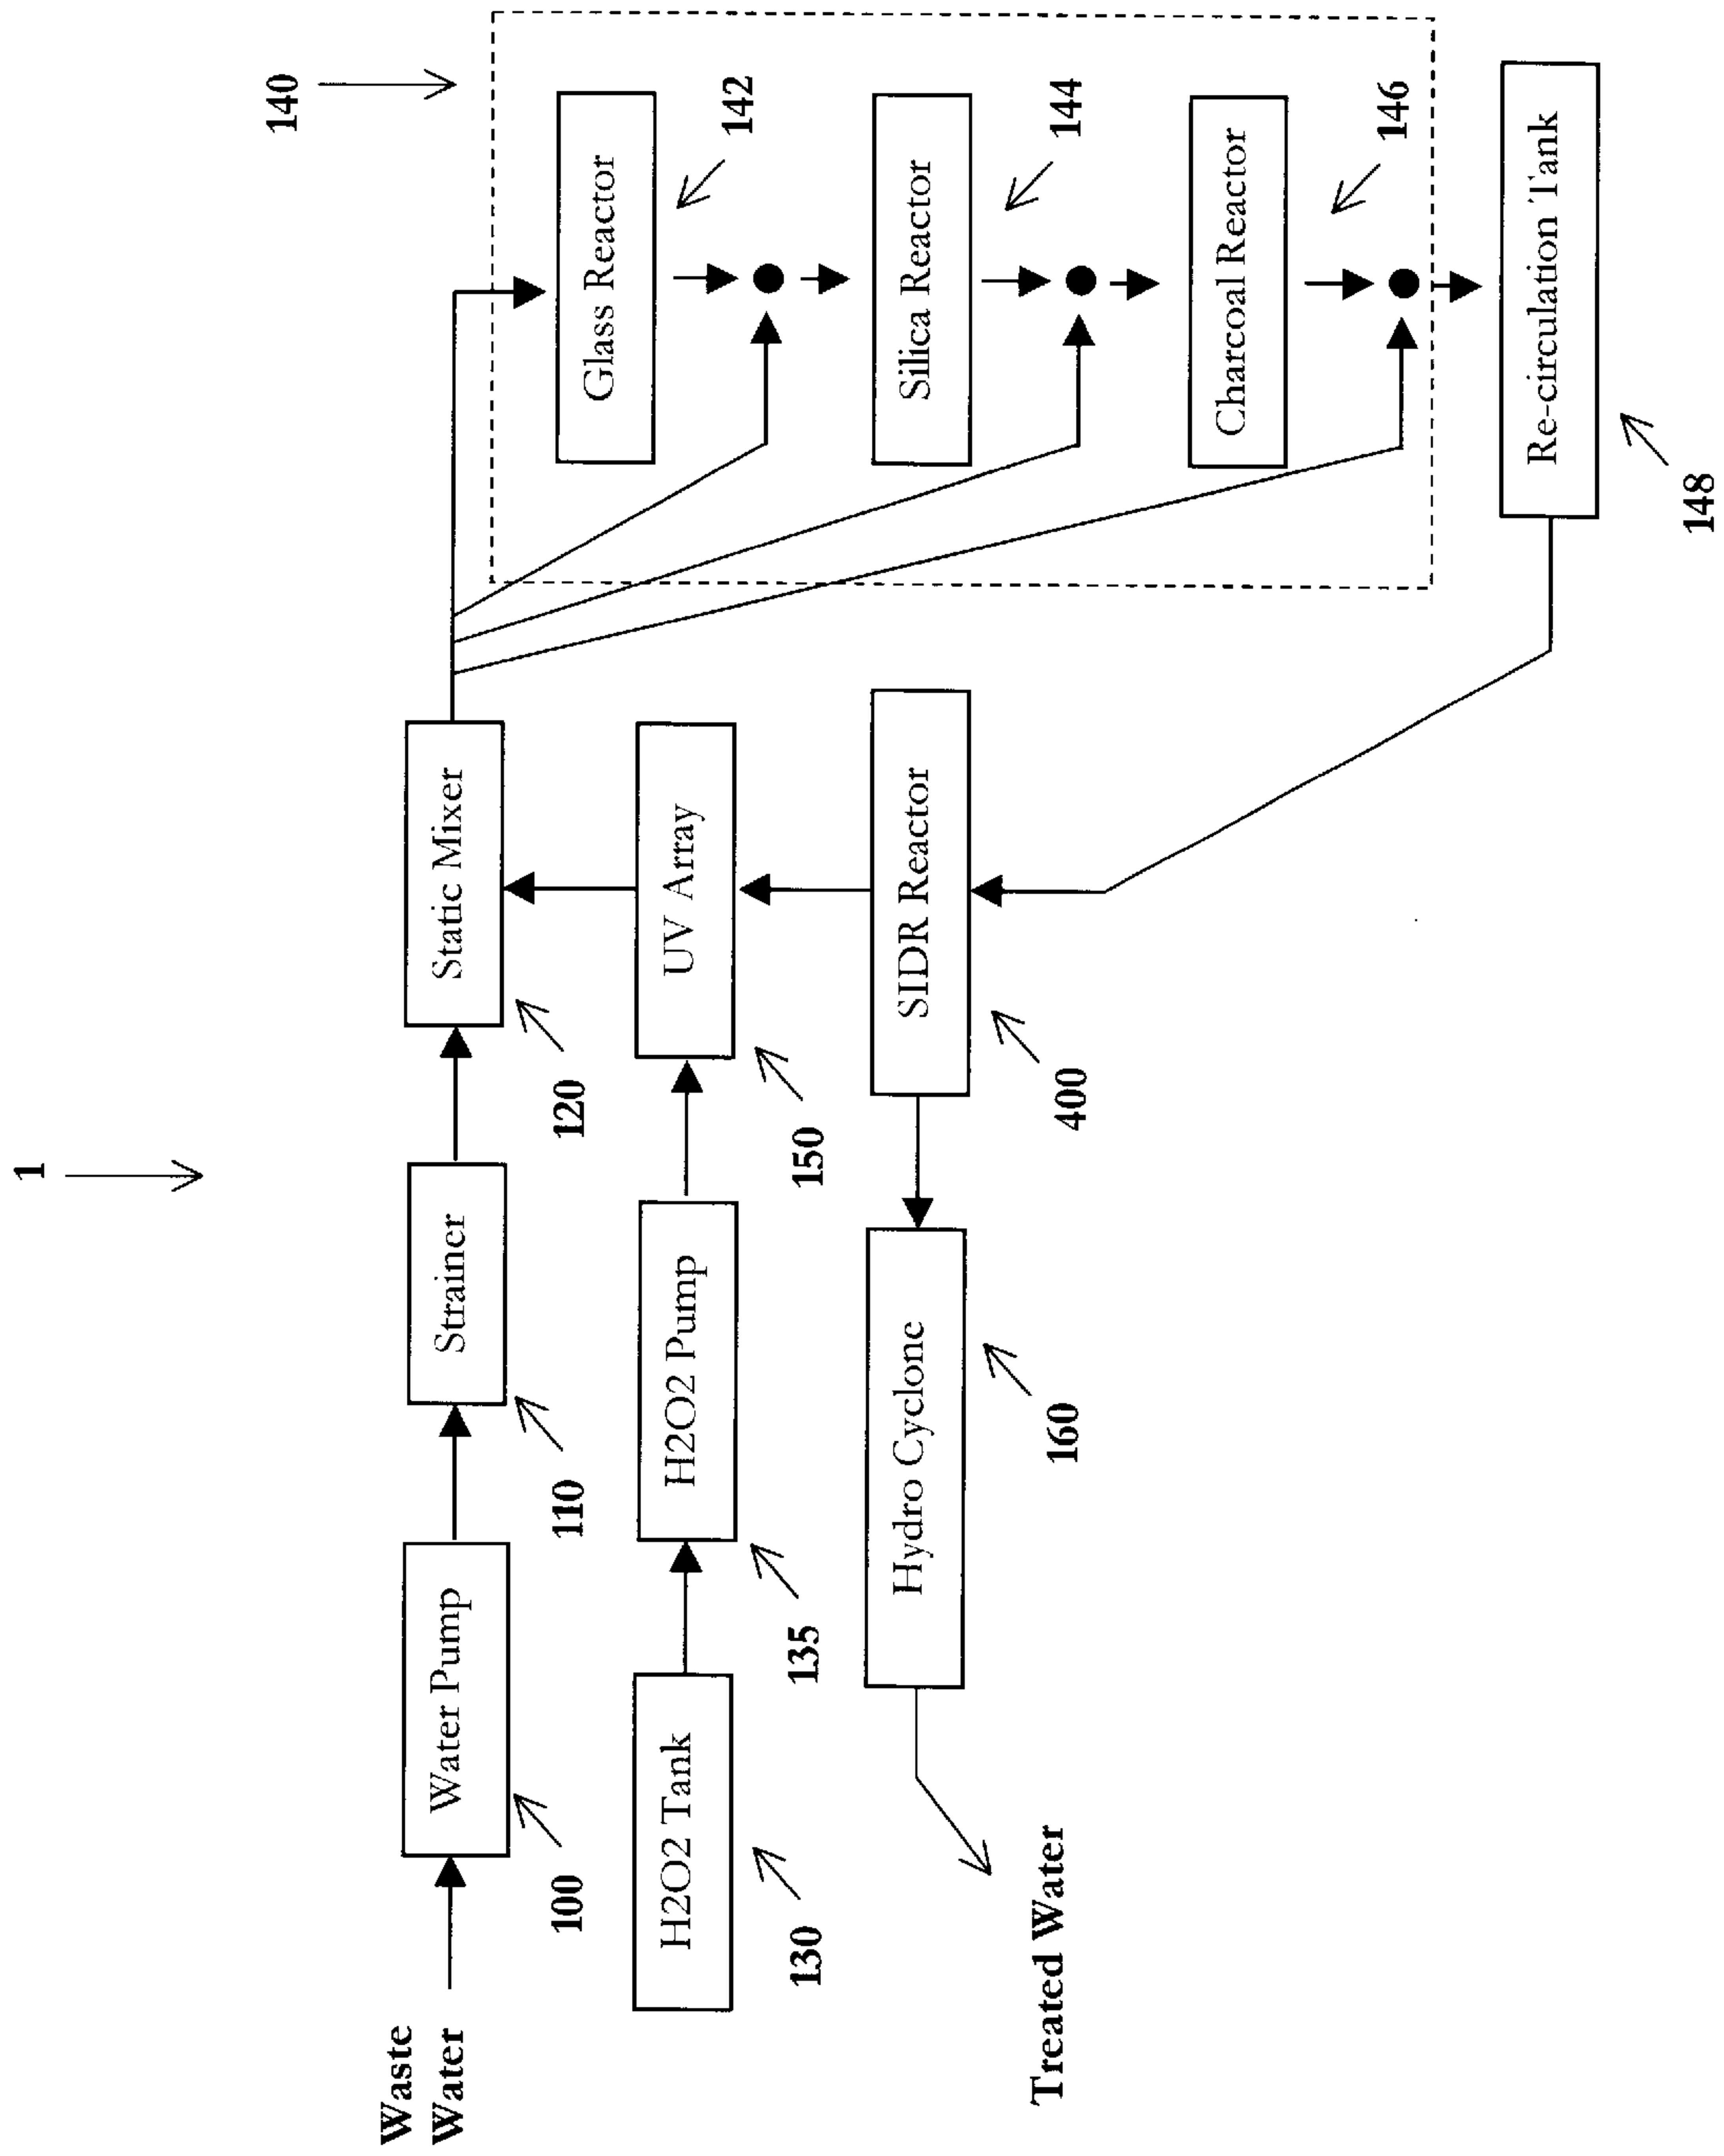 1
140
Waste
Water
Water Pump
100
Strainer
110
Static Mixer
120
Glass Reactor
142
H2O2 Tank
130
H2O2 Pump
135
UV Array
150
Silica Reactor
144
Treated Water
Hydro Cyclone
160
SIDR Reactor
400
Charcoal Reactor
146
Re-circulation Tank
148